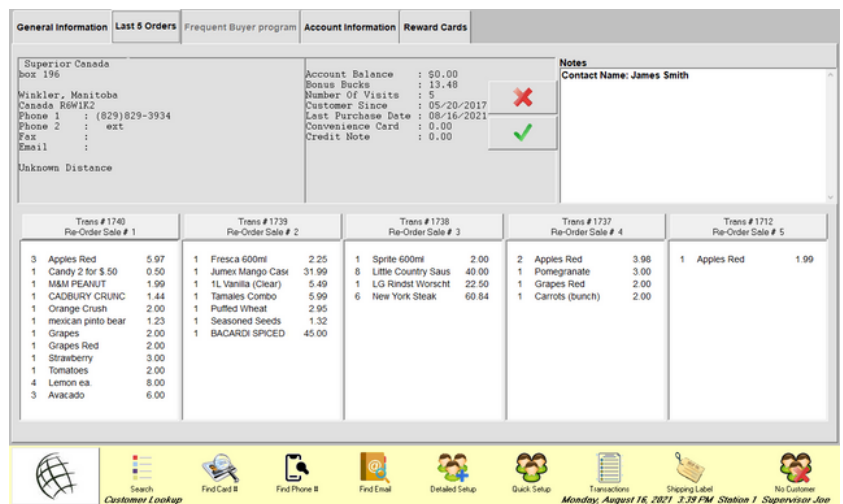 General Information Last 5 Orders Frequent Buyer program Account Information Reward Cards
Superior Canada
box 196
Winkler, Manitoba
Canada R6W1K2
Phone 1 : (829)829-3934
Phone 2 : ext
Fax :
Email :
Unknown Distance
Account Balance : $0.00
Bonus Bucks : 13.48
Number Of Visits : 5
Customer Since : 05/20/2017
Last Purchase Date : 08/16/2021
Convenience Card : 0.00
Credit Note : 0.00
Notes
Contact Name: James Smith
Trans # 1740
Re-Order Sale # 1
3 Apples Red 5.97
1 Candy 2 for $.50 0.50
1 M&M PEANUT 1.99
1 CADBURY CRUNC 1.44
1 Orange Crush 2.00
1 mexican pinto bear 1.23
1 Grapes 2.00
1 Grapes Red 2.00
1 Strawberry 3.00
1 Tomatoes 2.00
4 Lemon ea. 8.00
3 Avacado 6.00
Trans # 1739
Re-Order Sale # 2
1 Fresca 600ml 2.25
1 Jumex Mango Case 31.99
1 1L Vanilla (Clear) 5.49
1 Tamales Combo 5.99
1 Puffed Wheat 2.95
1 Seasoned Seeds 1.32
1 BACARDI SPICED 45.00
Trans # 1738
Re-Order Sale # 3
1 Sprite 600ml 2.00
8 Little Country Saus 40.00
1 LG Rindst Worscht 22.50
6 New York Steak 60.84
Trans # 1737
Re-Order Sale # 4
2 Apples Red 3.98
1 Pomegranate 3.00
1 Grapes Red 2.00
1 Carrots (bunch) 2.00
Trans # 1712
Re-Order Sale # 5
1 Apples Red 1.99
Search Find Card # Find Phone # Find Email Detailed Setup Quick Setup Transactions Shipping Label No Customer
Customer Lookup Monday, August 16, 2021 3:39 PM Station 1 Supervisor Joe